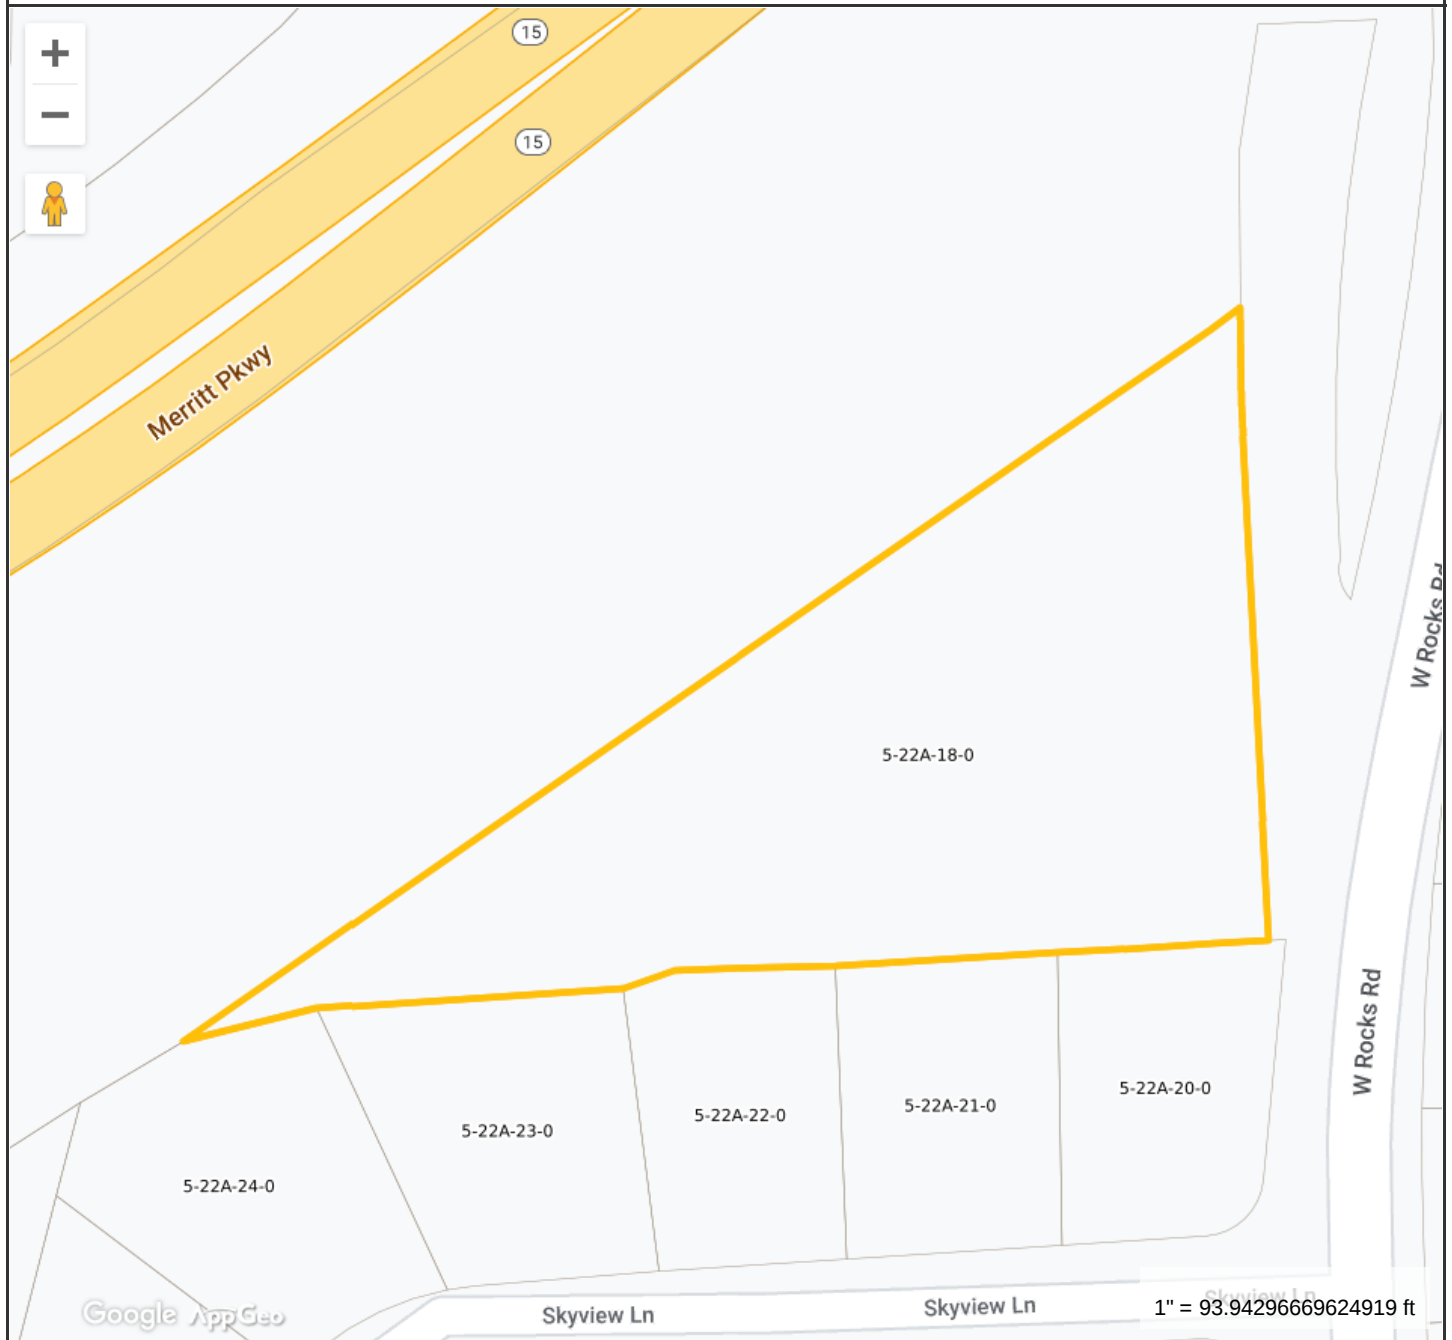 +
15
−
15
Merritt Pkwy
W Rocks Rd
5-22A-18-0
W Rocks Rd
5-22A-20-0
5-22A-21-0
5-22A-22-0
5-22A-23-0
5-22A-24-0
Skyview Ln
Skyview Ln
Skyview Ln
1" = 93.94296669624919 ft
Google AppGeo